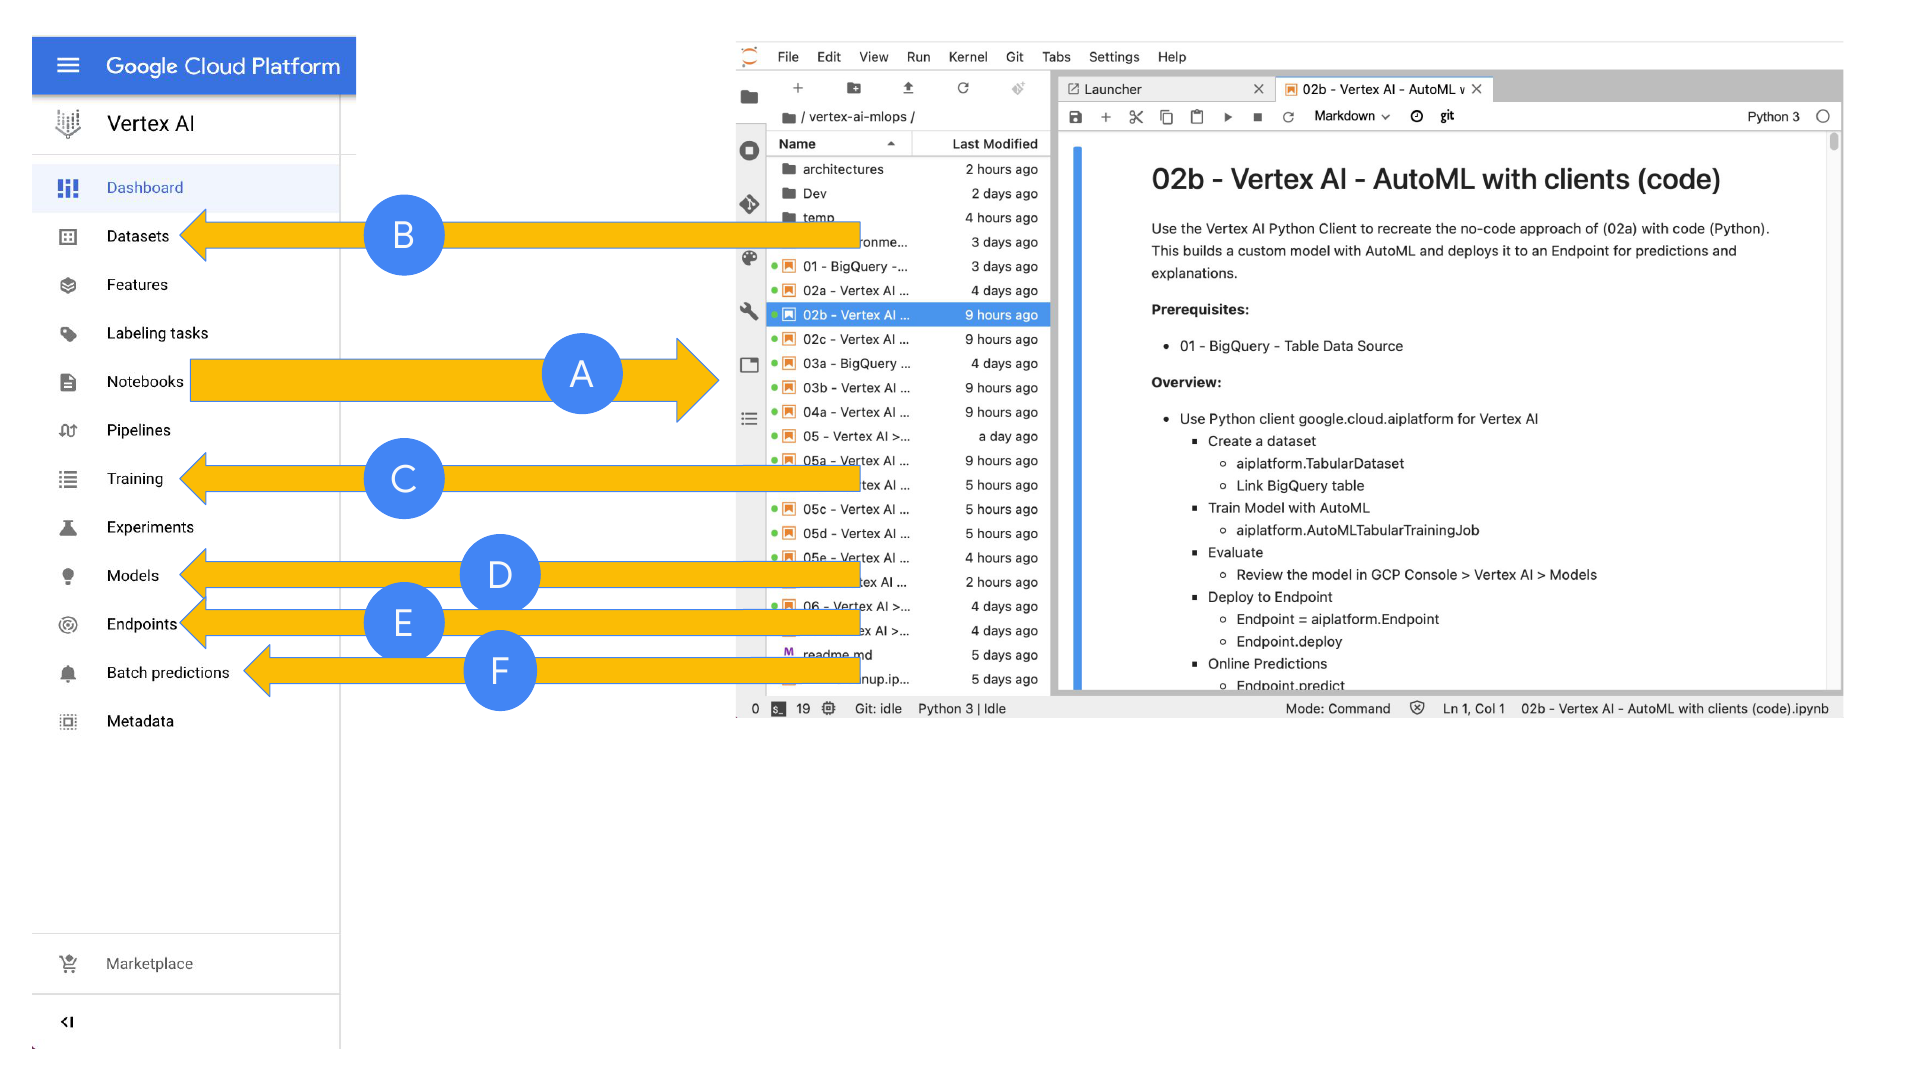 Google Cloud Platform
Vertex AI
Dashboard
Datasets
Features
Labeling tasks
Notebooks
Pipelines
Training
Experiments
Models
Endpoints
Batch predictions
Metadata
Marketplace
B
A
C
D
E
F
File Edit View Run Kernel Git Tabs Settings Help
/ vertex-ai-mlops /
Name Last Modified
architectures 2 hours ago
Dev 2 days ago
temp 4 hours ago
ronme... 3 days ago
01 - BigQuery -... 3 days ago
02a - Vertex AI ... 4 days ago
02b - Vertex AI ... 9 hours ago
02c - Vertex AI ... 9 hours ago
03a - BigQuery ... 4 days ago
03b - Vertex AI ... 9 hours ago
04a - Vertex AI ... 9 hours ago
05 - Vertex AI >... a day ago
05a - Vertex AI ... 9 hours ago
tex AI ... 5 hours ago
05c - Vertex AI ... 5 hours ago
05d - Vertex AI ... 5 hours ago
05e - Vertex AI ... 4 hours ago
tex AI ... 2 hours ago
06 - Vertex AI >... 4 days ago
ex AI >... 4 days ago
readme.md 5 days ago
nup.ip... 5 days ago
Launcher
02b - Vertex AI - AutoML v
Markdown git Python 3
02b - Vertex AI - AutoML with clients (code)
Use the Vertex AI Python Client to recreate the no-code approach of (02a) with code (Python).
This builds a custom model with AutoML and deploys it to an Endpoint for predictions and
explanations.
Prerequisites:
• 01 - BigQuery - Table Data Source
Overview:
• Use Python client google.cloud.aiplatform for Vertex AI
▪ Create a dataset
◦ aiplatform.TabularDataset
◦ Link BigQuery table
▪ Train Model with AutoML
◦ aiplatform.AutoMLTabularTrainingJob
▪ Evaluate
◦ Review the model in GCP Console > Vertex AI > Models
▪ Deploy to Endpoint
◦ Endpoint = aiplatform.Endpoint
◦ Endpoint.deploy
▪ Online Predictions
◦ Endpoint.predict
0 19 Git: idle Python 3 | Idle Mode: Command Ln 1, Col 1 02b - Vertex AI - AutoML with clients (code).ipynb